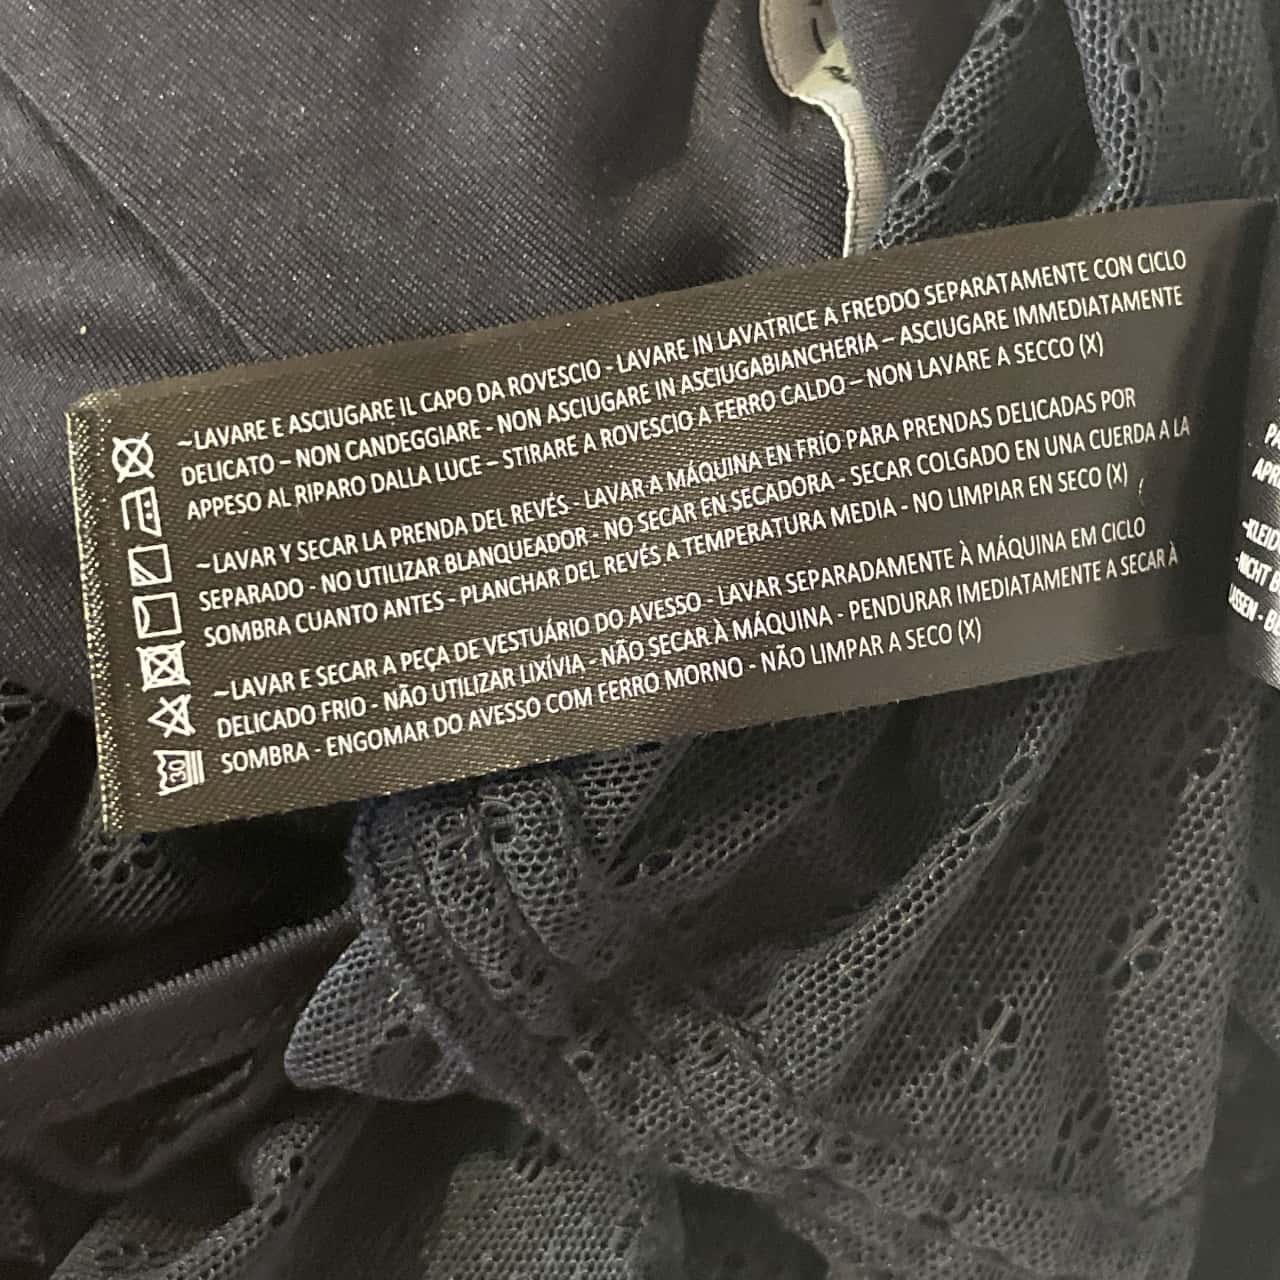 ~LAVARE E ASCIUGARE IL CAPO DA ROVESCIO - LAVARE IN LAVATRICE A FREDDO SEPARATAMENTE CON CICLO
DELICATO – NON CANDEGGIARE - NON ASCIUGARE IN ASCIUGABIANCHERIA – ASCIUGARE IMMEDIATAMENTE
APPESO AL RIPARO DALLA LUCE – STIRARE A ROVESCIO A FERRO CALDO – NON LAVARE A SECCO (X)
~LAVAR Y SECAR LA PRENDA DEL REVÉS - LAVAR A MÁQUINA EN FRÍO PARA PRENDAS DELICADAS POR
SEPARADO - NO UTILIZAR BLANQUEADOR - NO SECAR EN SECADORA - SECAR COLGADO EN UNA CUERDA A LA
SOMBRA CUANTO ANTES - PLANCHAR DEL REVÉS A TEMPERATURA MEDIA - NO LIMPIAR EN SECO (X)
~LAVAR E SECAR A PEÇA DE VESTUÁRIO DO AVESSO - LAVAR SEPARADAMENTE À MÁQUINA EM CICLO
DELICADO FRIO - NÃO UTILIZAR LIXÍVIA - NÃO SECAR À MÁQUINA - PENDURAR IMEDIATAMENTE A SECAR À
SOMBRA - ENGOMAR DO AVESSO COM FERRO MORNO - NÃO LIMPAR A SECO (X)
30
~KLEID
-NICHT